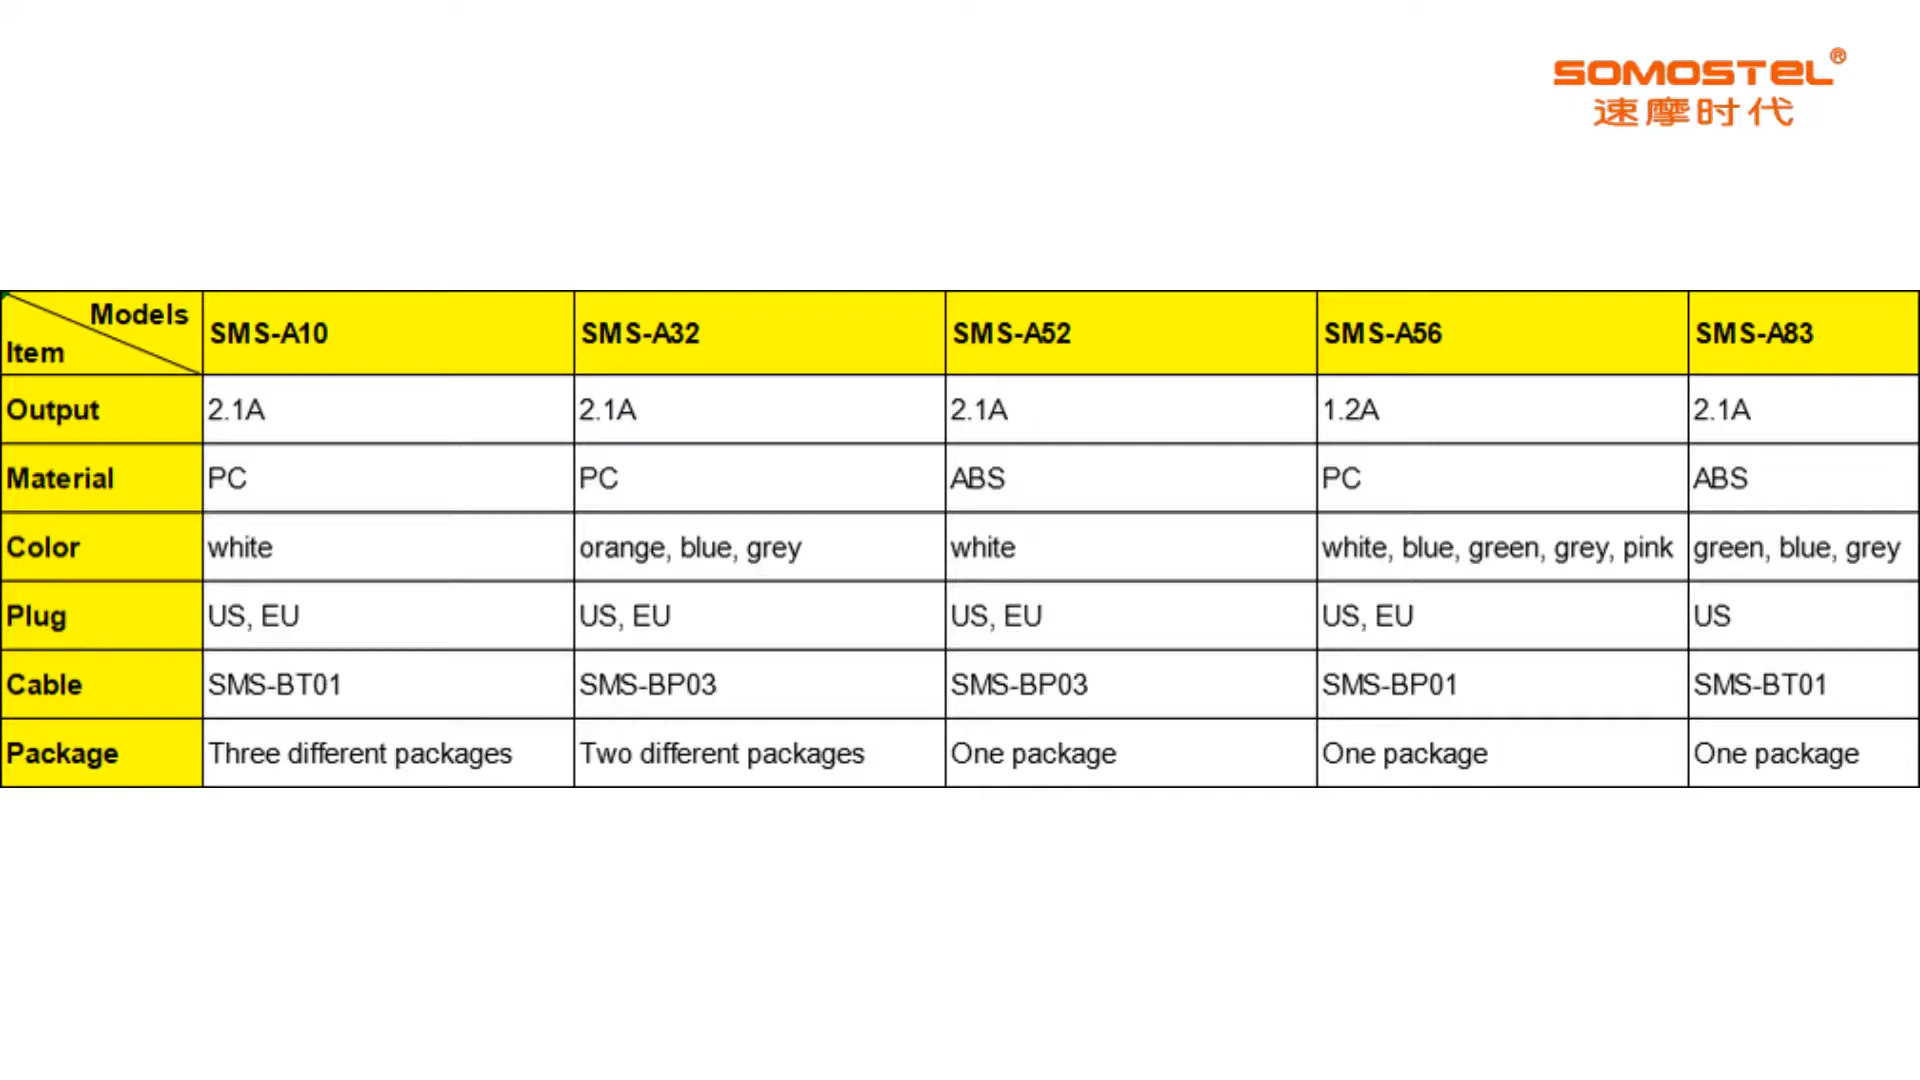 SOMOSTEL®
速摩时代
Models
Item
SMS-A10 SMS-A32 SMS-A52 SMS-A56 SMS-A83
Output 2.1A 2.1A 2.1A 1.2A 2.1A
Material PC PC ABS PC ABS
Color white orange, blue, grey white white, blue, green, grey, pink green, blue, grey
Plug US, EU US, EU US, EU US, EU US
Cable SMS-BT01 SMS-BP03 SMS-BP03 SMS-BP01 SMS-BT01
Package Three different packages Two different packages One package One package One package